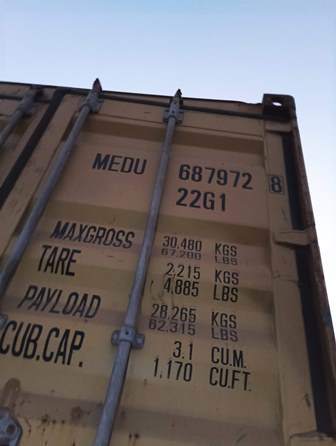 MEDU 687972 8
22G1
MAXGROSS 30,480 KGS
67,200 LBS
TARE 2,215 KGS
4,885 LBS
PAYLOAD 28,265 KGS
62,315 LBS
CUB.CAP. 3.1 CU.M.
1,170 CU.FT.